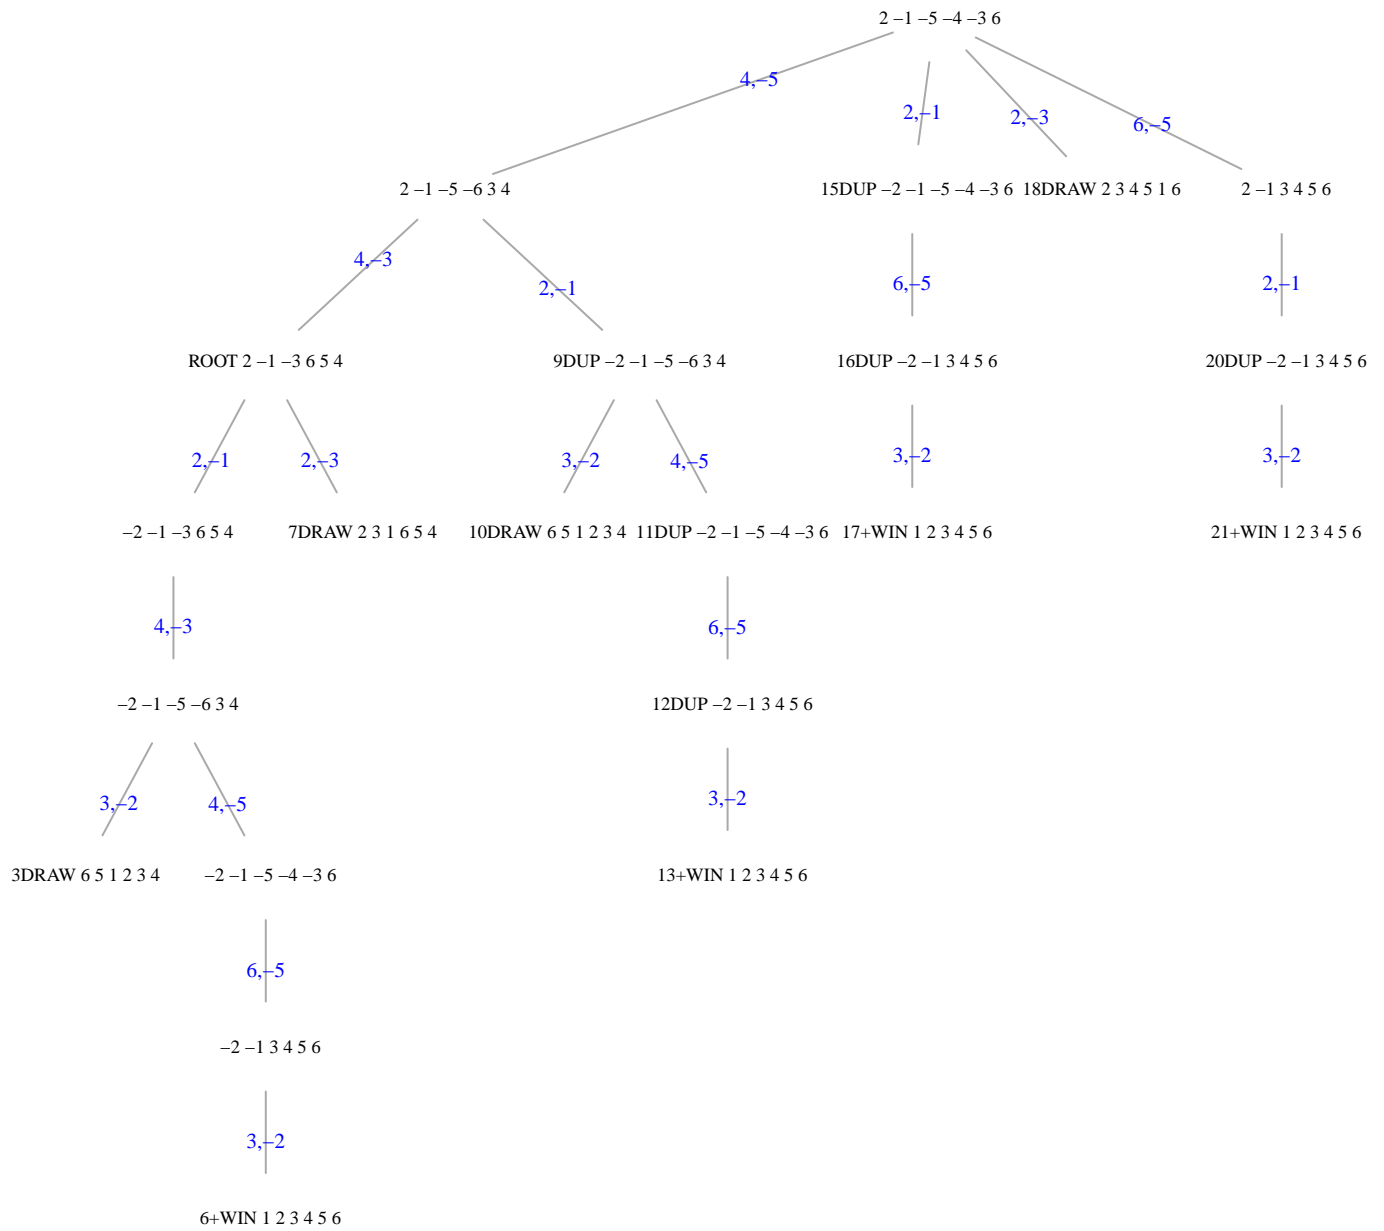 2 –1 –5 –4 –3 6
4,–5
2,–1
2,–3
6,–5
2 –1 –5 –6 3 4
15DUP –2 –1 –5 –4 –3 6
18DRAW 2 3 4 5 1 6
2 –1 3 4 5 6
4,–3
2,–1
6,–5
2,–1
ROOT 2 –1 –3 6 5 4
9DUP –2 –1 –5 –6 3 4
16DUP –2 –1 3 4 5 6
20DUP –2 –1 3 4 5 6
2,–1
2,–3
3,–2
4,–5
3,–2
3,–2
–2 –1 –3 6 5 4
7DRAW 2 3 1 6 5 4
10DRAW 6 5 1 2 3 4
11DUP –2 –1 –5 –4 –3 6
17+WIN 1 2 3 4 5 6
21+WIN 1 2 3 4 5 6
4,–3
6,–5
–2 –1 –5 –6 3 4
12DUP –2 –1 3 4 5 6
3,–2
4,–5
3,–2
3DRAW 6 5 1 2 3 4
–2 –1 –5 –4 –3 6
13+WIN 1 2 3 4 5 6
6,–5
–2 –1 3 4 5 6
3,–2
6+WIN 1 2 3 4 5 6